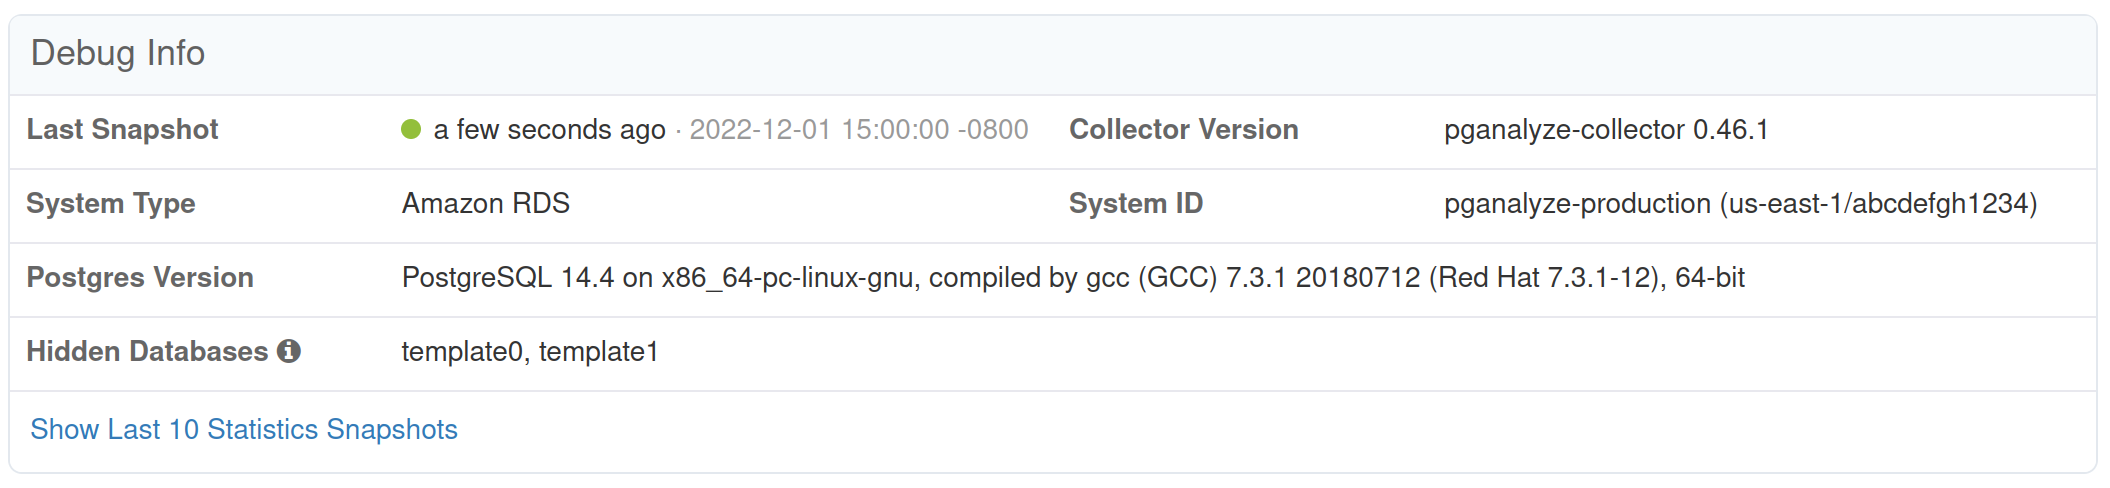 Debug Info
Last Snapshot a few seconds ago · 2022-12-01 15:00:00 -0800 Collector Version pganalyze-collector 0.46.1
System Type Amazon RDS System ID pganalyze-production (us-east-1/abcdefgh1234)
Postgres Version PostgreSQL 14.4 on x86_64-pc-linux-gnu, compiled by gcc (GCC) 7.3.1 20180712 (Red Hat 7.3.1-12), 64-bit
Hidden Databases template0, template1
Show Last 10 Statistics Snapshots